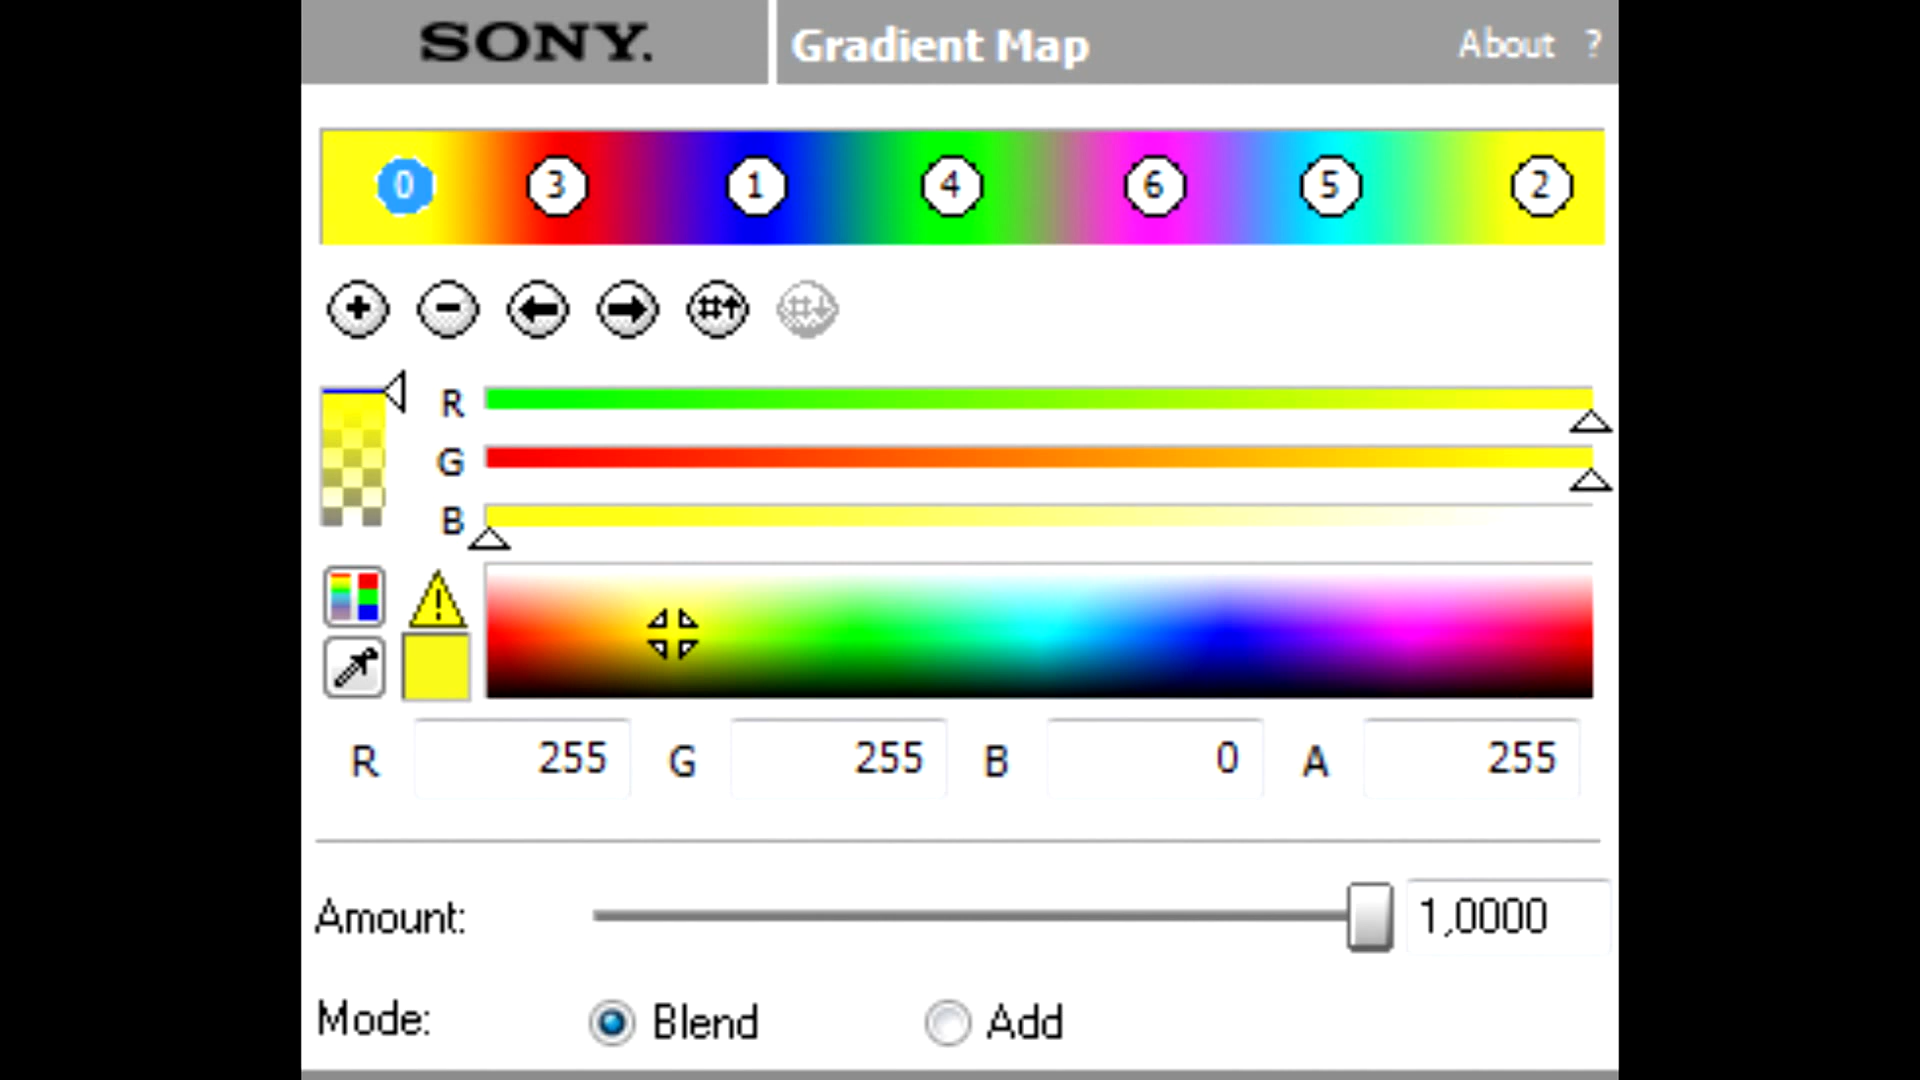 SONY. Gradient Map About ?
0 3 1 4 6 5 2
R
G
B
R 255 G 255 B 0 A 255
Amount: 1,0000
Mode: Blend Add